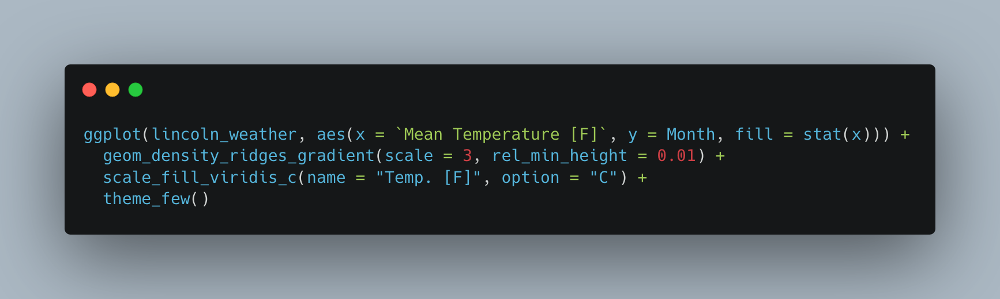 ggplot(lincoln_weather, aes(x = `Mean Temperature [F]`, y = Month, fill = stat(x))) +
  geom_density_ridges_gradient(scale = 3, rel_min_height = 0.01) +
  scale_fill_viridis_c(name = "Temp. [F]", option = "C") +
  theme_few()